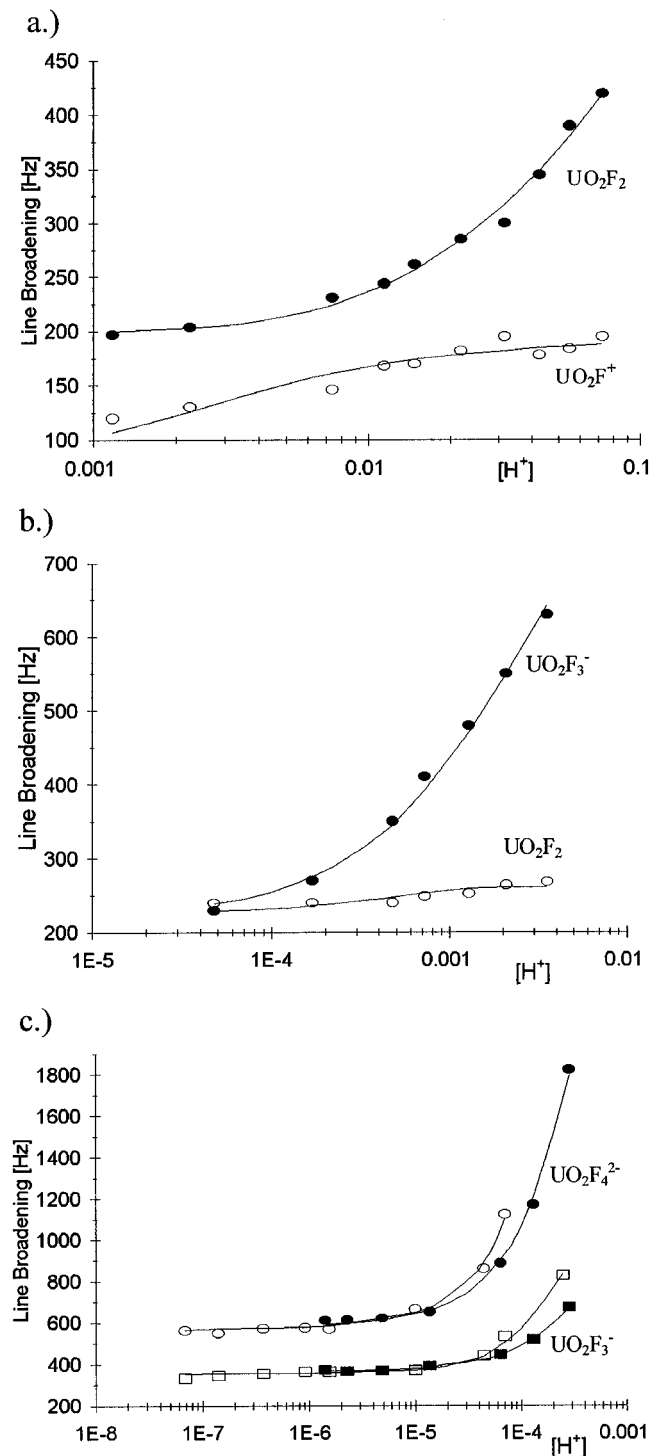 a.)
450
400
350
300
250
200
150
100
Line Broadening [Hz]
UO₂F₂
UO₂F⁺
0.001
0.01
0.1
[H⁺]
b.)
700
600
500
400
300
200
Line Broadening [Hz]
UO₂F₃⁻
UO₂F₂
1E-5
1E-4
0.001
0.01
[H⁺]
c.)
1800
1600
1400
1200
1000
800
600
400
200
Line Broadening [Hz]
UO₂F₄²⁻
UO₂F₃⁻
1E-8
1E-7
1E-6
1E-5
1E-4
0.001
[H⁺]